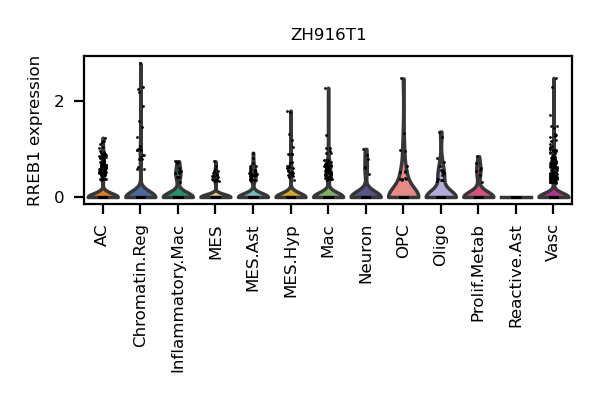 ZH916T1
RREB1 expression
2
0
AC
Chromatin.Reg
Inflammatory.Mac
MES
MES.Ast
MES.Hyp
Mac
Neuron
OPC
Oligo
Prolif.Metab
Reactive.Ast
Vasc